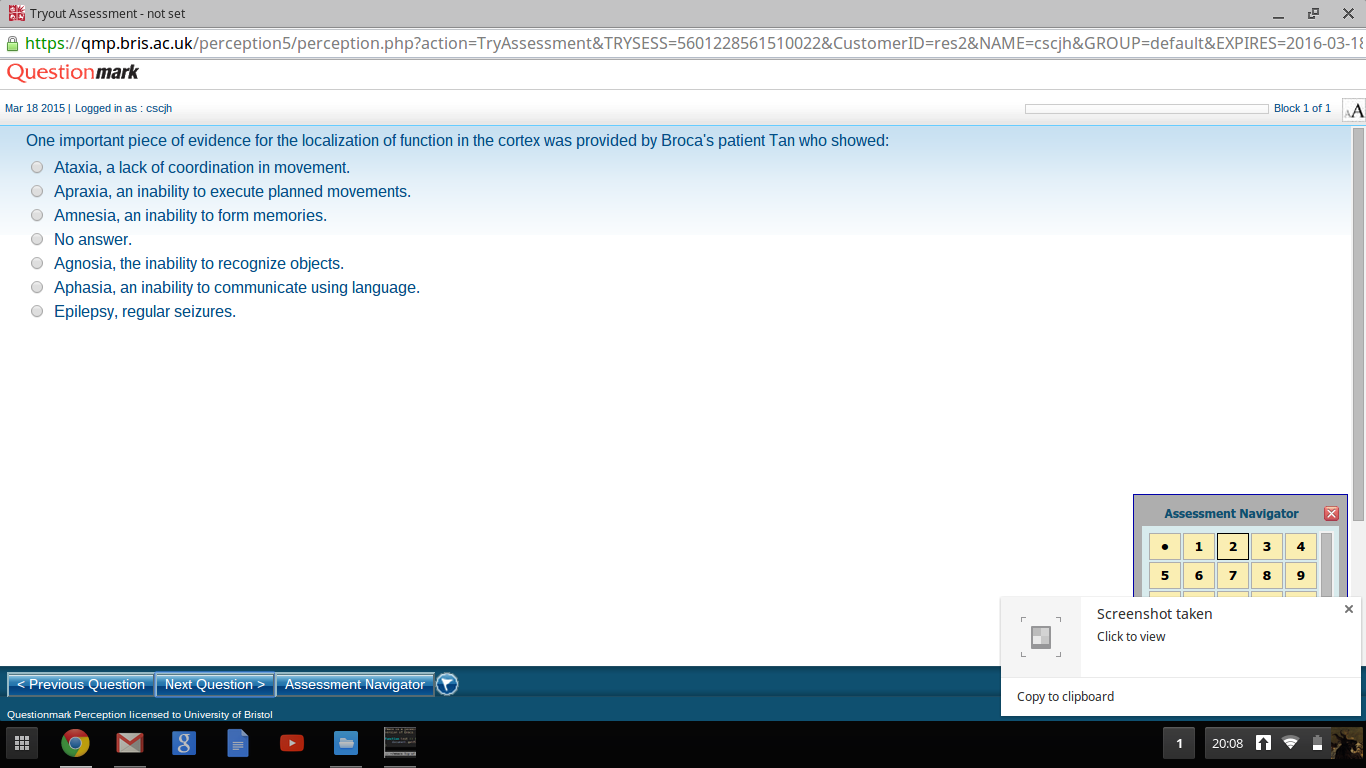 Tryout Assessment - not set
https://qmp.bris.ac.uk/perception5/perception.php?action=TryAssessment&TRYSESS=5601228561510022&CustomerID=res2&NAME=cscjh&GROUP=default&EXPIRES=2016-03-18
Questionmark
Mar 18 2015 | Logged in as : cscjh
Block 1 of 1
AA
One important piece of evidence for the localization of function in the cortex was provided by Broca's patient Tan who showed:
Ataxia, a lack of coordination in movement.
Apraxia, an inability to execute planned movements.
Amnesia, an inability to form memories.
No answer.
Agnosia, the inability to recognize objects.
Aphasia, an inability to communicate using language.
Epilepsy, regular seizures.
Assessment Navigator
● 1 2 3 4
5 6 7 8 9
Screenshot taken
Click to view
Copy to clipboard
< Previous Question Next Question > Assessment Navigator
Questionmark Perception licensed to University of Bristol
8
1
20:08